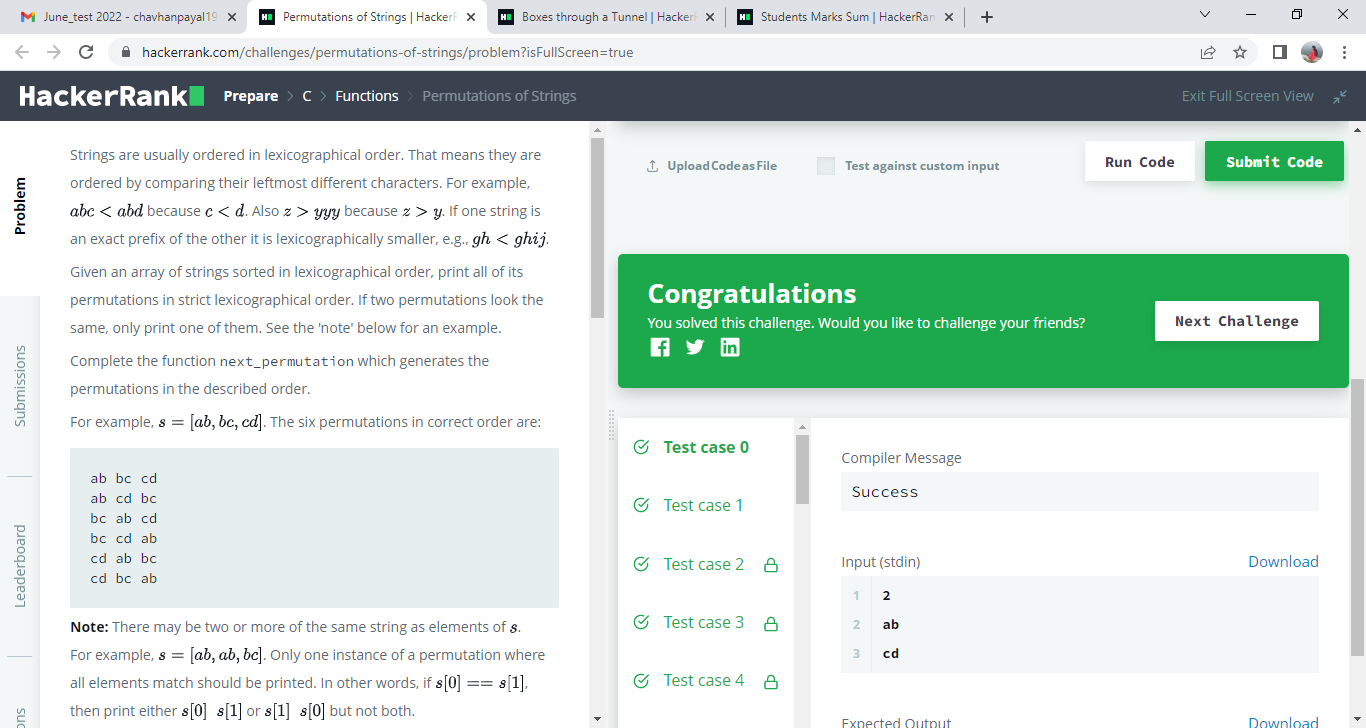 June_test 2022 - chavhanpayal19
Permutations of Strings | HackerR
Boxes through a Tunnel | Hacker
Students Marks Sum | HackerRan
hackerrank.com/challenges/permutations-of-strings/problem?isFullScreen=true
HackerRank
Prepare > C > Functions > Permutations of Strings
Exit Full Screen View
Problem
Submissions
Leaderboard
ons
Strings are usually ordered in lexicographical order. That means they are
ordered by comparing their leftmost different characters. For example,
abc < abd because c < d. Also z > yyy because z > y. If one string is
an exact prefix of the other it is lexicographically smaller, e.g., gh < ghij.
Given an array of strings sorted in lexicographical order, print all of its
permutations in strict lexicographical order. If two permutations look the
same, only print one of them. See the 'note' below for an example.
Complete the function next_permutation which generates the
permutations in the described order.
For example, s = [ab, bc, cd]. The six permutations in correct order are:
ab bc cd
ab cd bc
bc ab cd
bc cd ab
cd ab bc
cd bc ab
Note: There may be two or more of the same string as elements of s.
For example, s = [ab, ab, bc]. Only one instance of a permutation where
all elements match should be printed. In other words, if s[0] == s[1],
then print either s[0] s[1] or s[1] s[0] but not both.
Upload Code as File
Test against custom input
Run Code
Submit Code
Congratulations
You solved this challenge. Would you like to challenge your friends?
Next Challenge
Test case 0
Test case 1
Test case 2
Test case 3
Test case 4
Compiler Message
Success
Input (stdin)
Download
1 2
2 ab
3 cd
Expected Output
Download